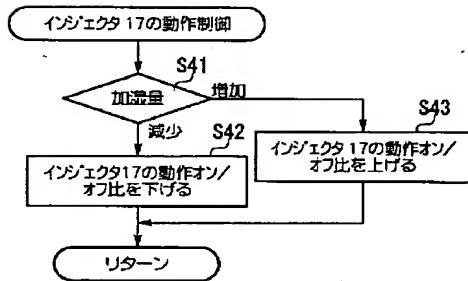 インジェクタ17の動作制御
S41
加湿量
増加
減少
S42
S43
インジェクタ17の動作オン/
オフ比を下げる
インジェクタ17の動作オン/
オフ比を上げる
リターン